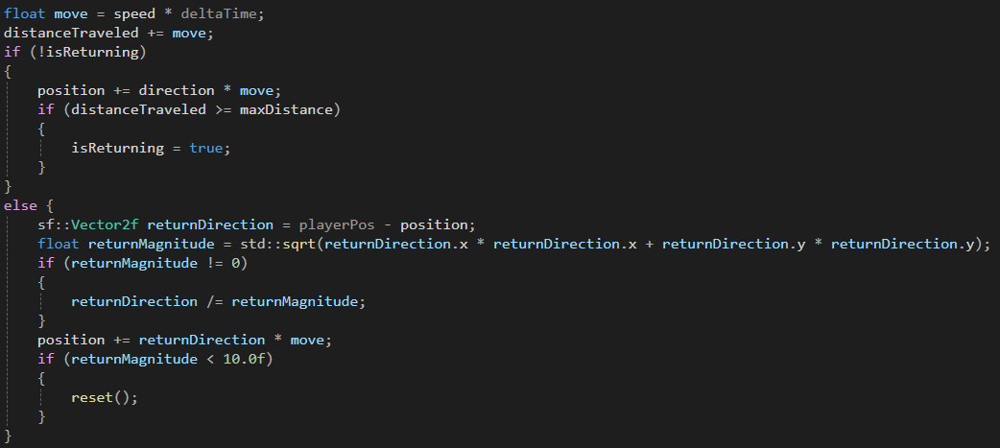 float move = speed * deltaTime;
distanceTraveled += move;
if (!isReturning)
{
position += direction * move;
if (distanceTraveled >= maxDistance)
{
isReturning = true;
}
}
else {
sf::Vector2f returnDirection = playerPos - position;
float returnMagnitude = std::sqrt(returnDirection.x * returnDirection.x + returnDirection.y * returnDirection.y);
if (returnMagnitude != 0)
{
returnDirection /= returnMagnitude;
}
position += returnDirection * move;
if (returnMagnitude < 10.0f)
{
reset();
}
}